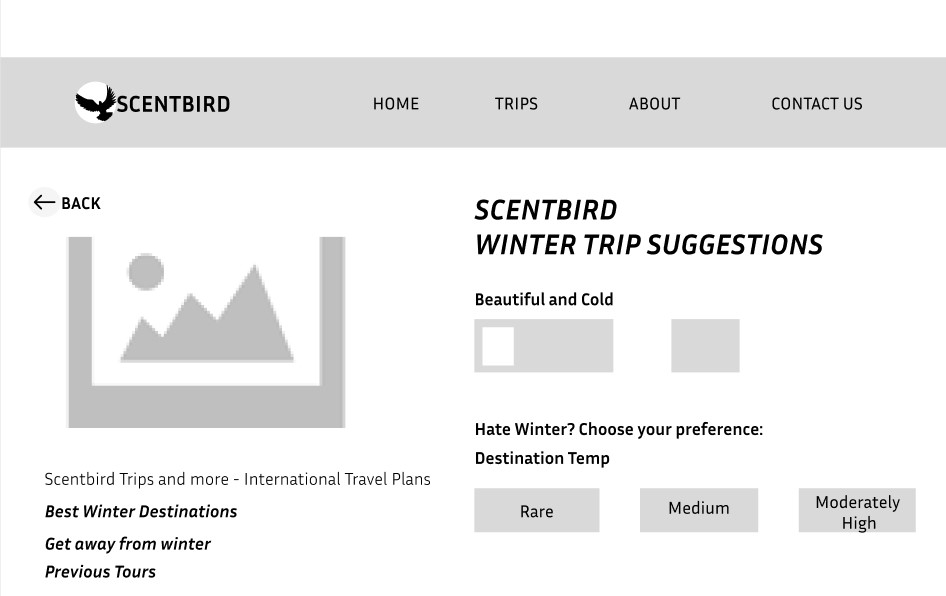 SCENTBIRD
HOME
TRIPS
ABOUT
CONTACT US
BACK
SCENTBIRD
WINTER TRIP SUGGESTIONS
Beautiful and Cold
Hate Winter? Choose your preference:
Destination Temp
Rare
Medium
Moderately
High
Scentbird Trips and more - International Travel Plans
Best Winter Destinations
Get away from winter
Previous Tours